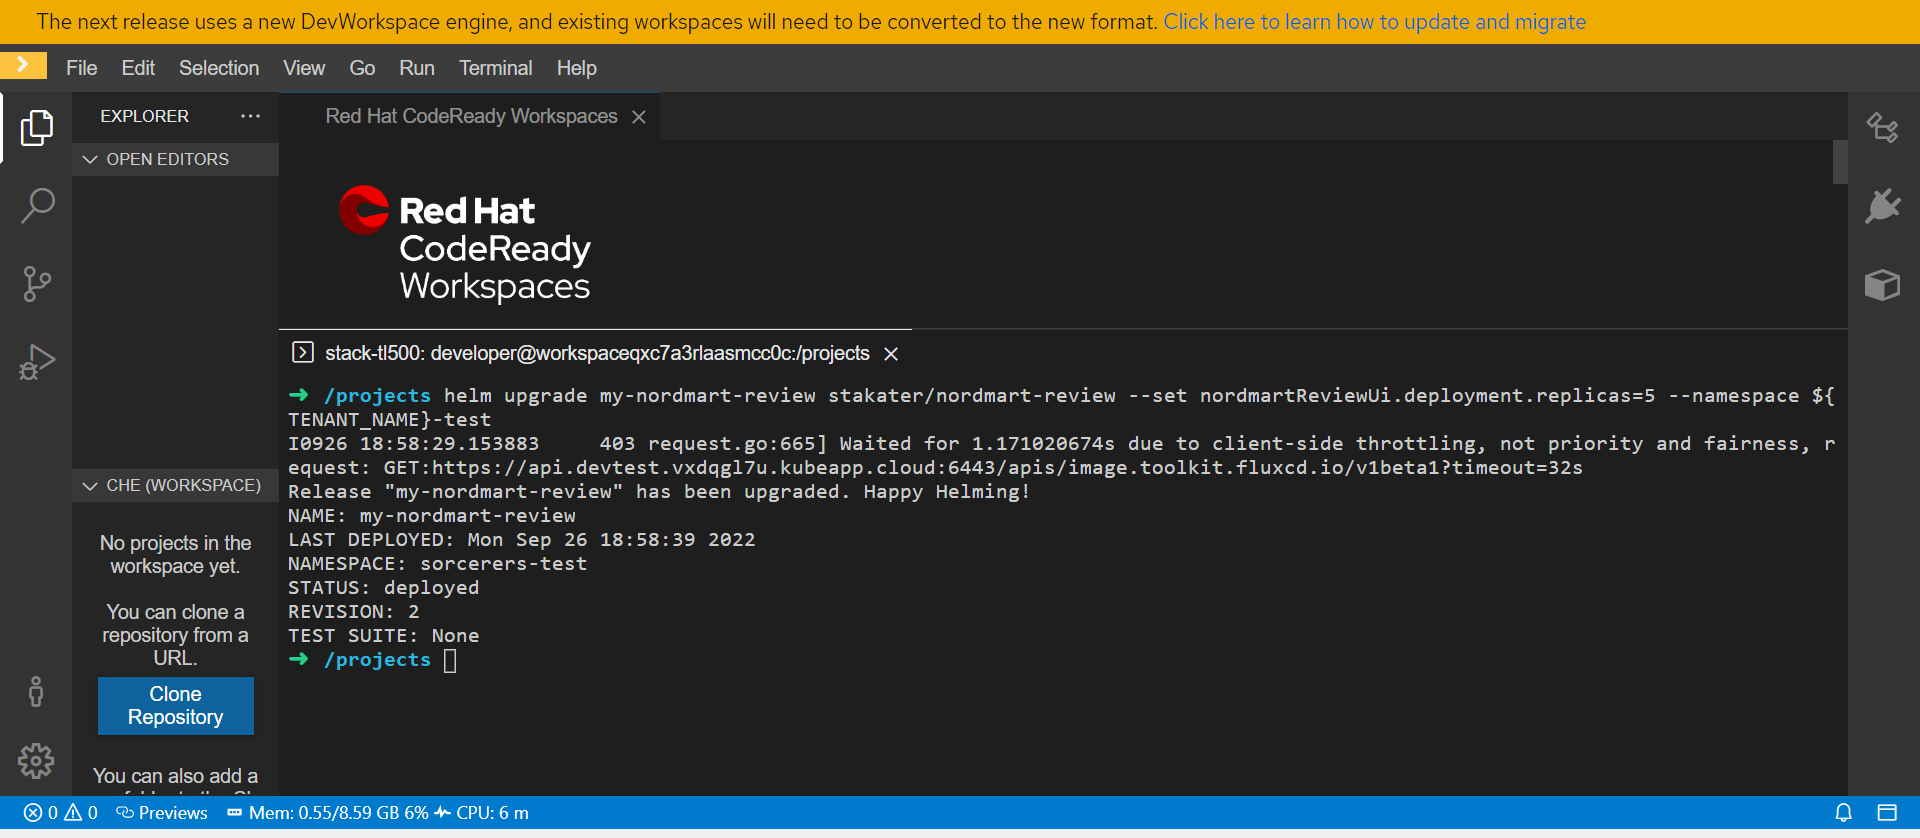 The next release uses a new DevWorkspace engine, and existing workspaces will need to be converted to the new format. Click here to learn how to update and migrate
File Edit Selection View Go Run Terminal Help
EXPLORER
OPEN EDITORS
CHE (WORKSPACE)
No projects in the
workspace yet.
You can clone a
repository from a
URL.
Clone
Repository
You can also add a
Red Hat CodeReady Workspaces
Red Hat
CodeReady
Workspaces
stack-tl500: developer@workspaceqxc7a3rlaasmcc0c:/projects
➜ /projects helm upgrade my-nordmart-review stakater/nordmart-review --set nordmartReviewUi.deployment.replicas=5 --namespace ${
TENANT_NAME}-test
I0926 18:58:29.153883     403 request.go:665] Waited for 1.171020674s due to client-side throttling, not priority and fairness, r
equest: GET:https://api.devtest.vxdqgl7u.kubeapp.cloud:6443/apis/image.toolkit.fluxcd.io/v1beta1?timeout=32s
Release "my-nordmart-review" has been upgraded. Happy Helming!
NAME: my-nordmart-review
LAST DEPLOYED: Mon Sep 26 18:58:39 2022
NAMESPACE: sorcerers-test
STATUS: deployed
REVISION: 2
TEST SUITE: None
➜ /projects
0 0 Previews Mem: 0.55/8.59 GB 6% CPU: 6 m